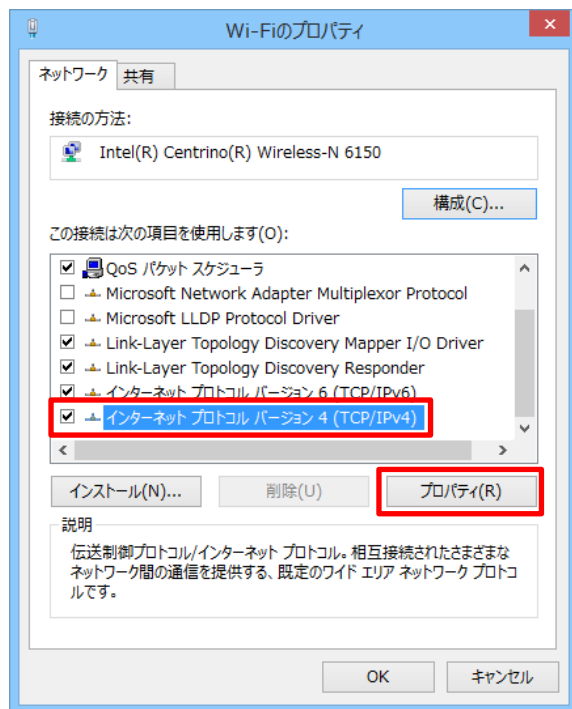 Wi-Fiのプロパティ
ネットワーク 共有
接続の方法:
Intel(R) Centrino(R) Wireless-N 6150
構成(C)...
この接続は次の項目を使用します(O):
QoS パケット スケジューラ
Microsoft Network Adapter Multiplexor Protocol
Microsoft LLDP Protocol Driver
Link-Layer Topology Discovery Mapper I/O Driver
Link-Layer Topology Discovery Responder
インターネット プロトコル バージョン 6 (TCP/IPv6)
インターネット プロトコル バージョン 4 (TCP/IPv4)
インストール(N)... 削除(U) プロパティ(R)
説明
伝送制御プロトコル/インターネット プロトコル。相互接続されたさまざまな
ネットワーク間の通信を提供する、既定のワイド エリア ネットワーク プロトコ
ルです。
OK キャンセル